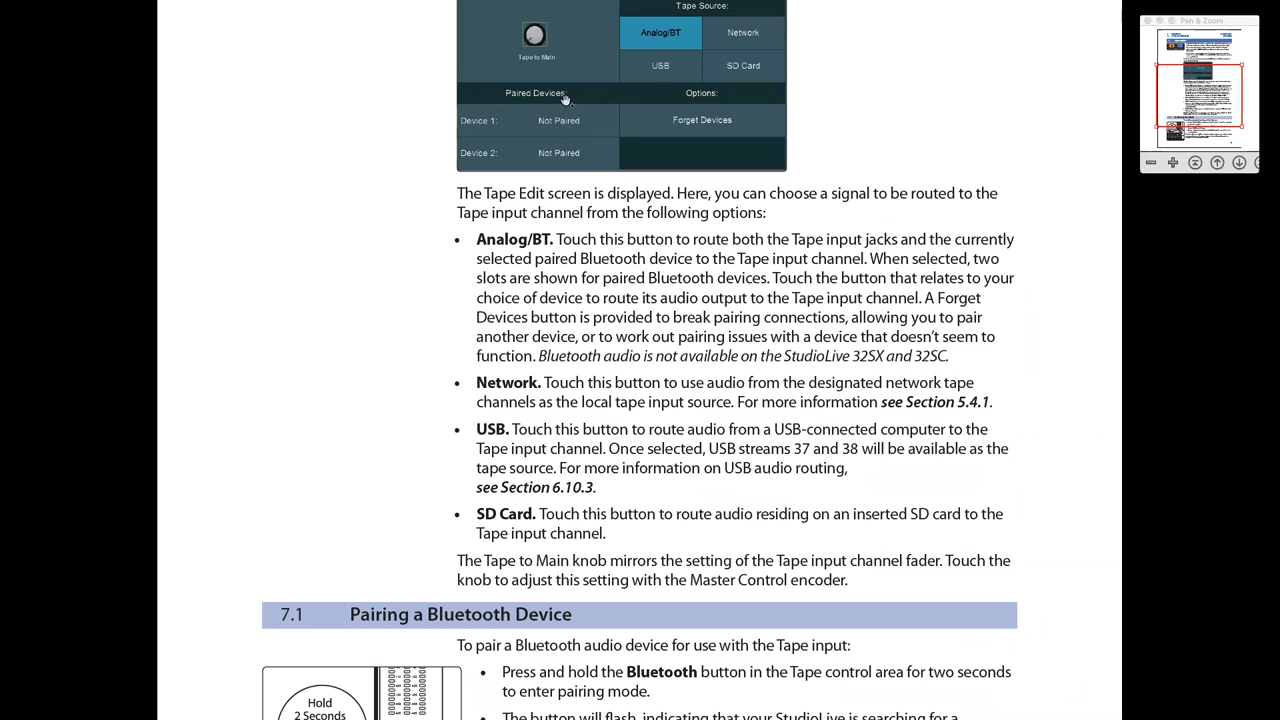 Pan & Zoom
Tape Source:
Analog/BT
Network
Tape to Main
USB
SD Card
Paired Devices:
Options:
Device
Not Paired
Forget Devices
Device 2:
Not Paired
The Tape Edit screen is displayed. Here, you can choose a signal to be routed to the
Tape input channel from the following options:
• Analog/BT. Touch this button to route both the Tape input jacks and the currently
selected paired Bluetooth device to the Tape input channel. When selected, two
slots are shown for paired Bluetooth devices. Touch the button that relates to your
choice of device to route its audio output to the Tape input channel. A Forget
Devices button is provided to break pairing connections, allowing you to pair
another device, or to work out pairing issues with a device that doesn’t seem to
function. Bluetooth audio is not available on the StudioLive 32SX and 32SC.
• Network. Touch this button to use audio from the designated network tape
channels as the local tape input source. For more information see Section 5.4.1.
• USB. Touch this button to route audio from a USB-connected computer to the
Tape input channel. Once selected, USB streams 37 and 38 will be available as the
tape source. For more information on USB audio routing,
see Section 6.10.3.
• SD Card. Touch this button to route audio residing on an inserted SD card to the
Tape input channel.
The Tape to Main knob mirrors the setting of the Tape input channel fader. Touch the
knob to adjust this setting with the Master Control encoder.
7.1 Pairing a Bluetooth Device
To pair a Bluetooth audio device for use with the Tape input:
• Press and hold the Bluetooth button in the Tape control area for two seconds
to enter pairing mode.
Hold
2 Seconds
• The button will flash, indicating that your StudioLive is searching for a